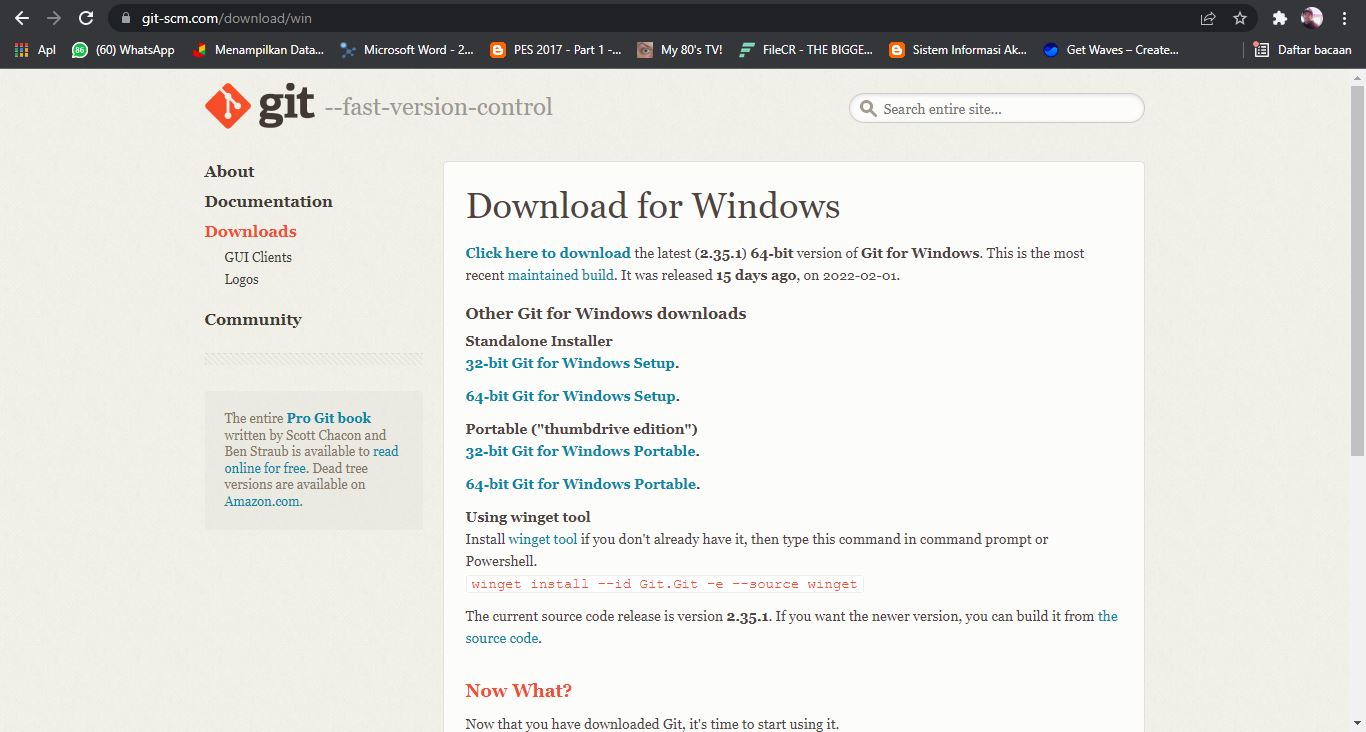 git-scm.com/download/win
Apl
86
(60) WhatsApp
Menampilkan Data...
Microsoft Word - 2...
PES 2017 - Part 1 -...
My 80's TV!
FileCR - THE BIGGE...
Sistem Informasi Ak...
Get Waves – Create...
Daftar bacaan
git --fast-version-control
Search entire site...
About
Documentation
Downloads
GUI Clients
Logos
Community
The entire Pro Git book
written by Scott Chacon and
Ben Straub is available to read
online for free. Dead tree
versions are available on
Amazon.com.
Download for Windows
Click here to download the latest (2.35.1) 64-bit version of Git for Windows. This is the most
recent maintained build. It was released 15 days ago, on 2022-02-01.
Other Git for Windows downloads
Standalone Installer
32-bit Git for Windows Setup.
64-bit Git for Windows Setup.
Portable ("thumbdrive edition")
32-bit Git for Windows Portable.
64-bit Git for Windows Portable.
Using winget tool
Install winget tool if you don't already have it, then type this command in command prompt or
Powershell.
winget install --id Git.Git -e --source winget
The current source code release is version 2.35.1. If you want the newer version, you can build it from the
source code.
Now What?
Now that you have downloaded Git, it's time to start using it.